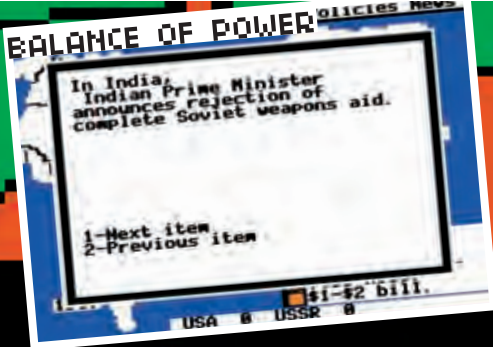 BALANCE OF POWER
olicies News
In India;
Indian Prime Minister
announces rejection of
complete Soviet weapons aid.
1-Next item
2-Previous item
$1-$2 bill.
USA 0 USSR 0